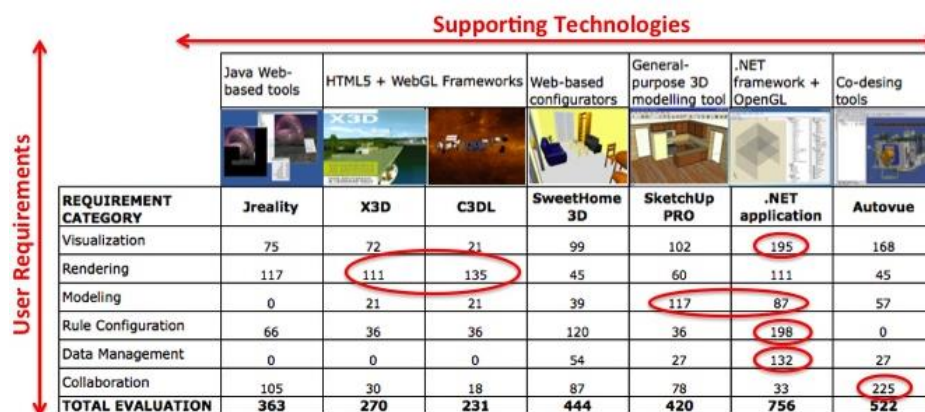 Supporting Technologies
User Requirements
Java Web-based tools
HTML5 + WebGL Frameworks
Web-based configurators
General-purpose 3D modelling tool
.NET framework + OpenGL
Co-desing tools
X3D
REQUIREMENT CATEGORY Jreality X3D C3DL SweetHome 3D SketchUp PRO .NET application Autovue
Visualization 75 72 21 99 102 195 168
Rendering 117 111 135 45 60 111 45
Modeling 0 21 21 39 117 87 57
Rule Configuration 66 36 36 120 36 198 0
Data Management 0 0 0 54 27 132 27
Collaboration 105 30 18 87 78 33 225
TOTAL EVALUATION 363 270 231 444 420 756 522